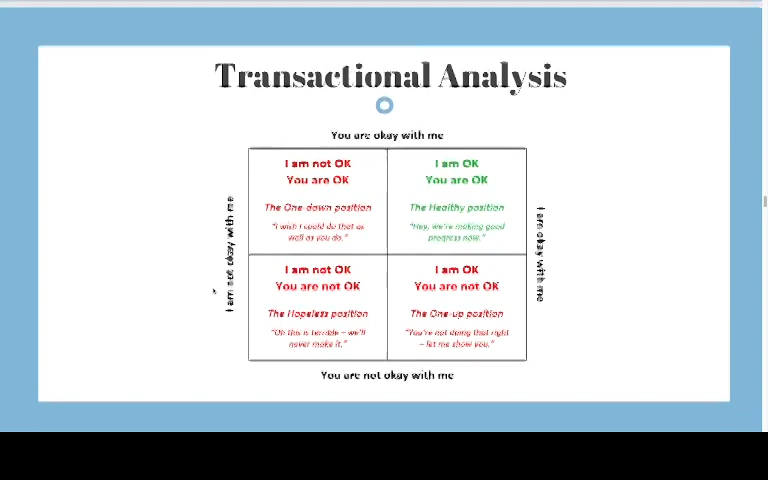 Transactional Analysis
You are okay with me
I am not OK
You are OK
The One-down position
"I wish I could do that as
well as you do."
I am OK
You are OK
The Healthy position
"Hey, we're making good
progress now."
I am not okay with me
I am okay with me
I am not OK
You are not OK
The Hopeless position
"Oh this is terrible – we'll
never make it."
I am OK
You are not OK
The One-up position
"You're not doing that right
– let me show you."
You are not okay with me